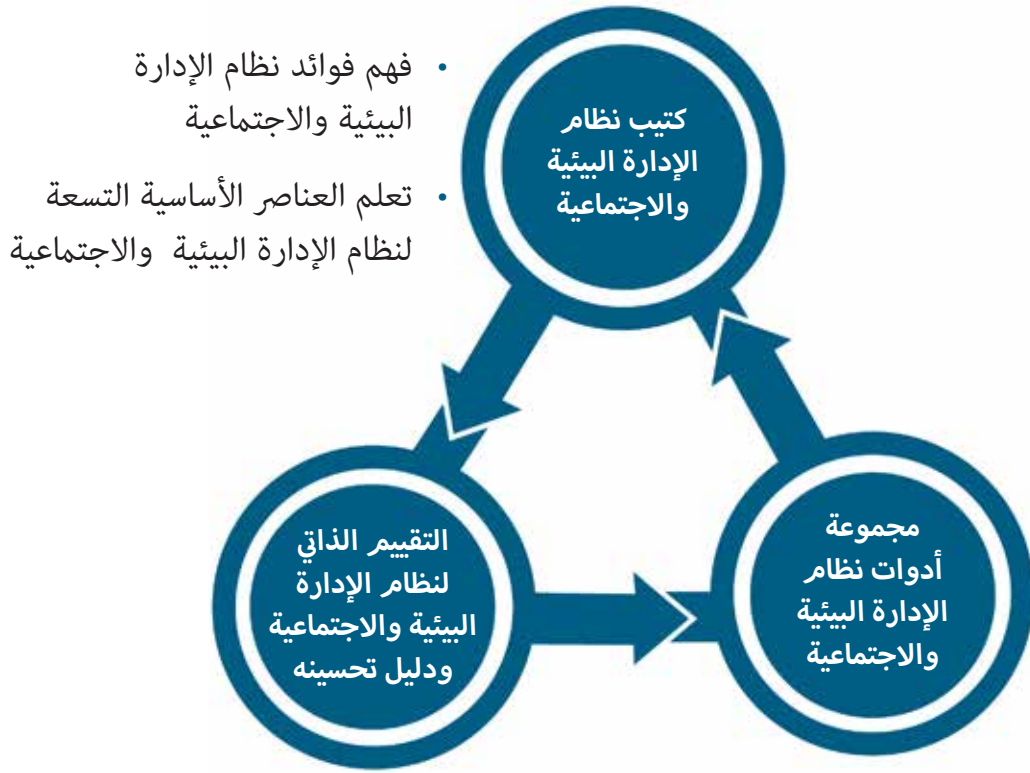 • فهم فوائد نظام الإدارة
البيئية والاجتماعية
• تعلم العناصر الأساسية التسعة
لنظام الإدارة البيئية والاجتماعية
كتيب نظام
الإدارة البيئية
والاجتماعية
التقييم الذاتي
لنظام الإدارة
البيئية والاجتماعية
ودليل تحسينه
مجموعة
أدوات نظام
الإدارة البيئية
والاجتماعية